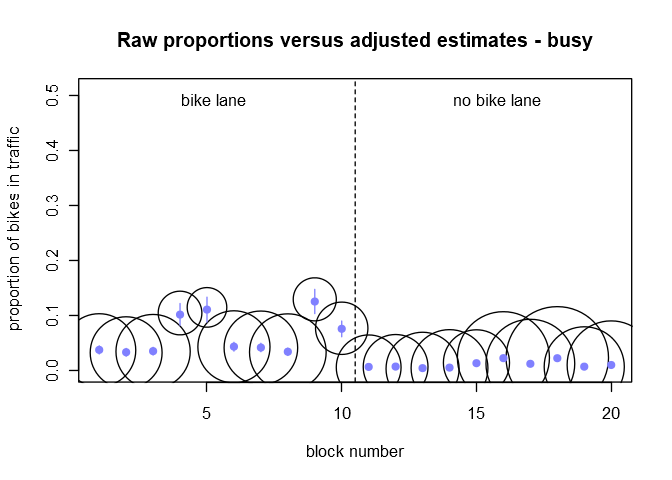 Raw proportions versus adjusted estimates - busy
bike lane
no bike lane
proportion of bikes in traffic
0.5
0.4
0.3
0.2
0.1
0.0
5
10
15
20
block number